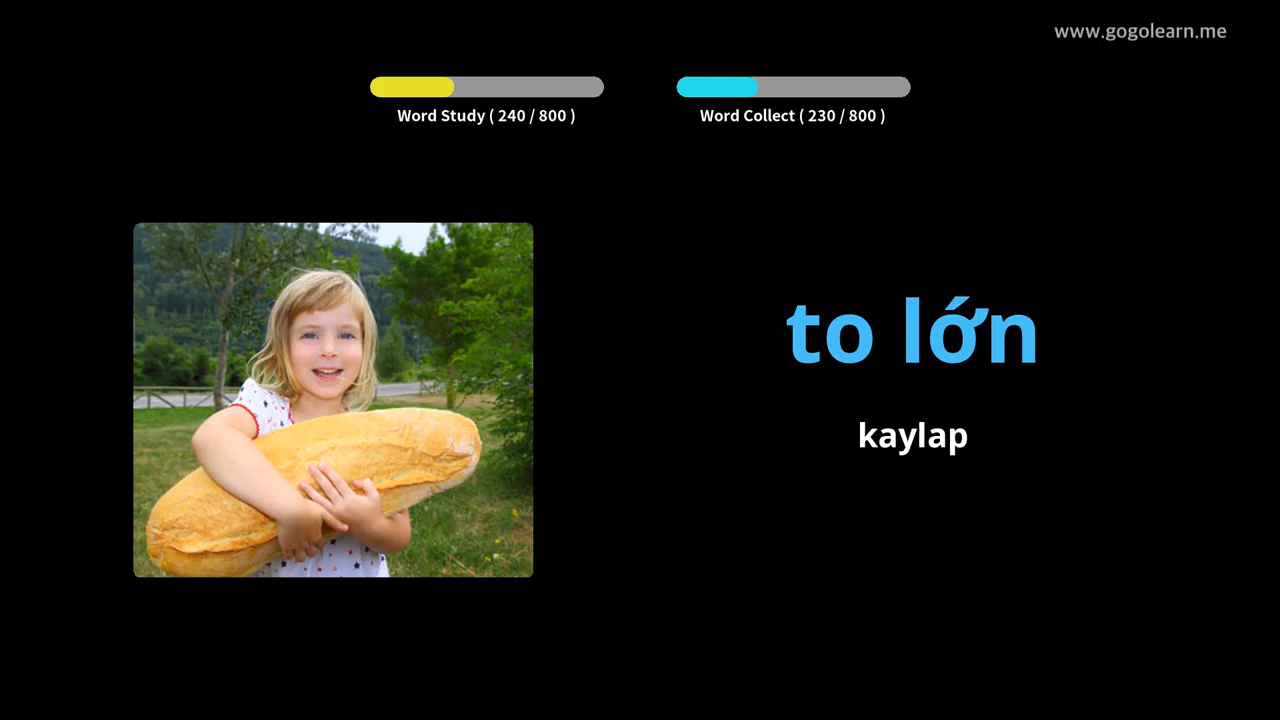 www.gogolearn.me
Word Study ( 240 / 800 )
Word Collect ( 230 / 800 )
to lớn
kaylap